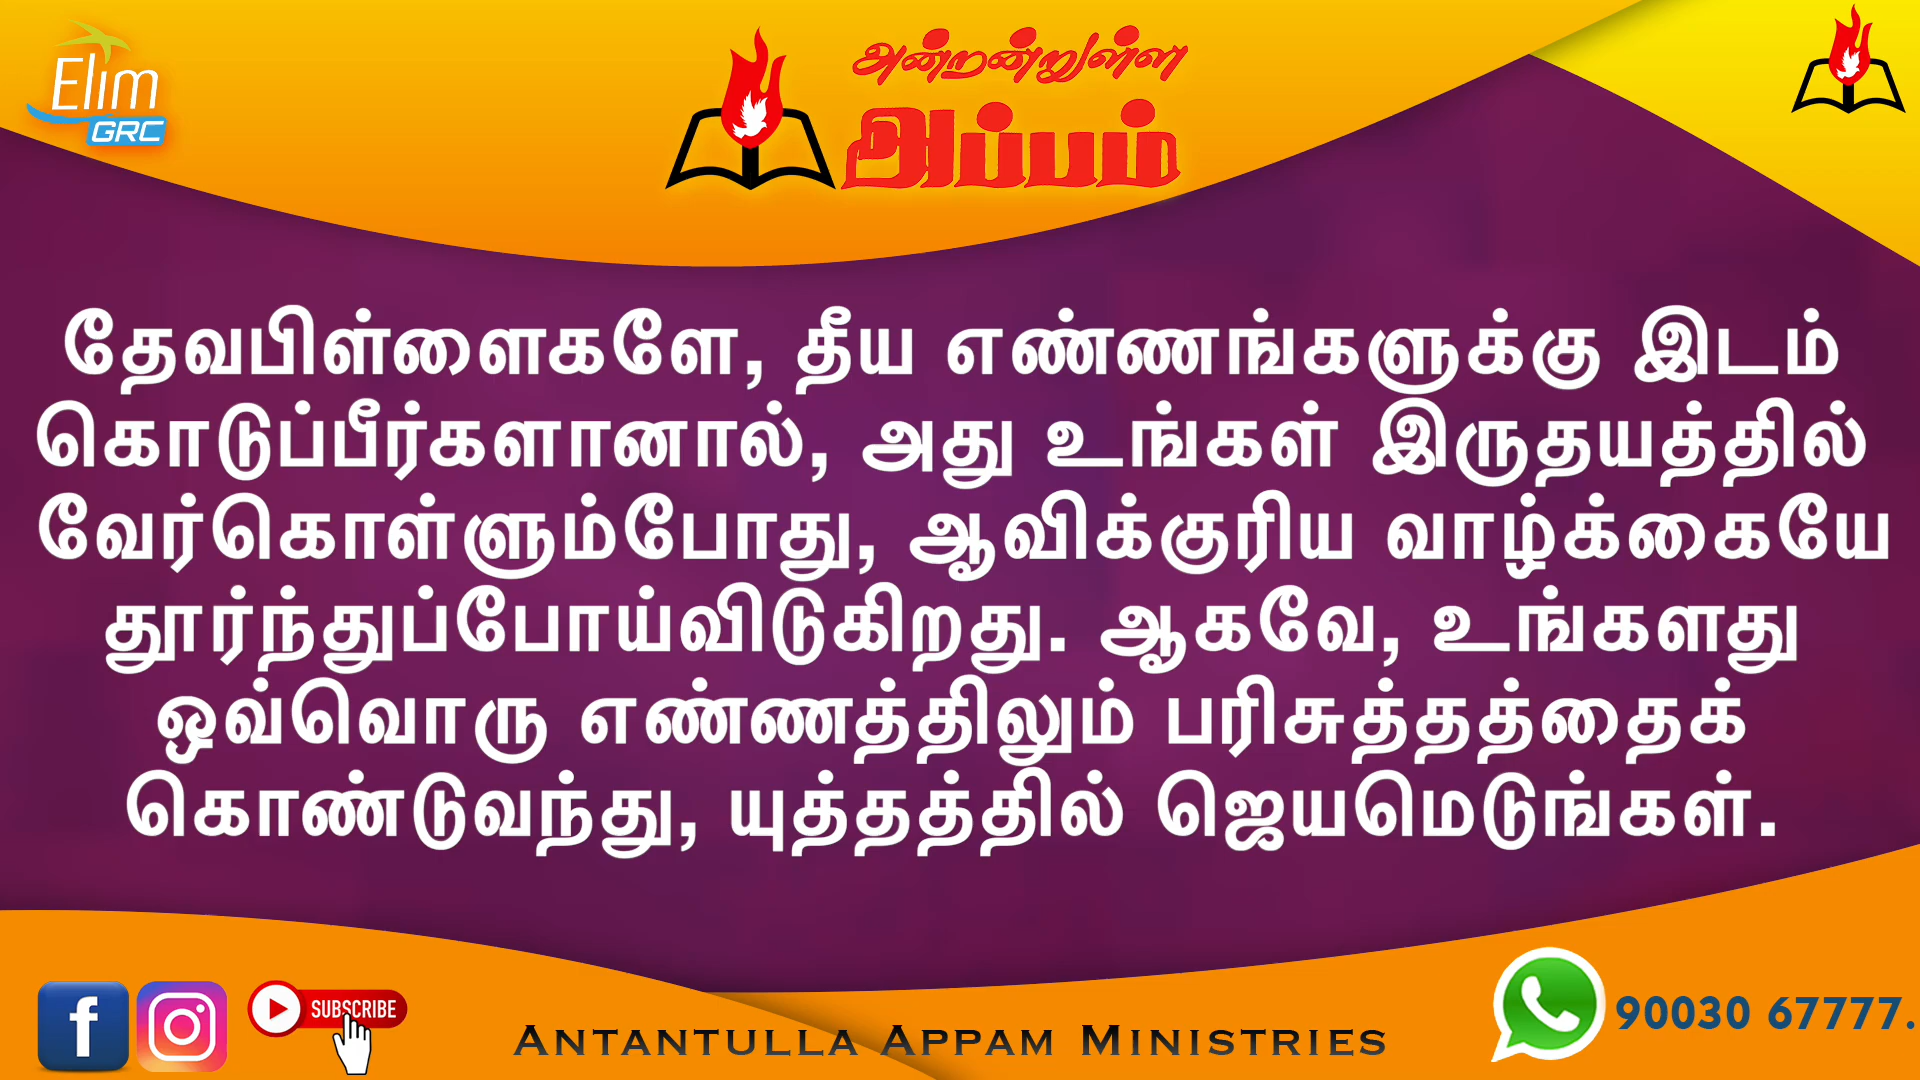 Elim
GRC
அன்றன்றுள்ள
அப்பம்
தேவபிள்ளைகளே, தீய எண்ணங்களுக்கு இடம்
கொடுப்பீர்களானால், அது உங்கள் இருதயத்தில்
வேர்கொள்ளும்போது, ஆவிக்குரிய வாழ்க்கையே
தூர்ந்துப்போய்விடுகிறது. ஆகவே, உங்களது
ஒவ்வொரு எண்ணத்திலும் பரிசுத்தத்தைக்
கொண்டுவந்து, யுத்தத்தில் ஜெயமெடுங்கள்.
f
SUBSCRIBE
ANTANTULLA APPAM MINISTRIES
90030 67777.